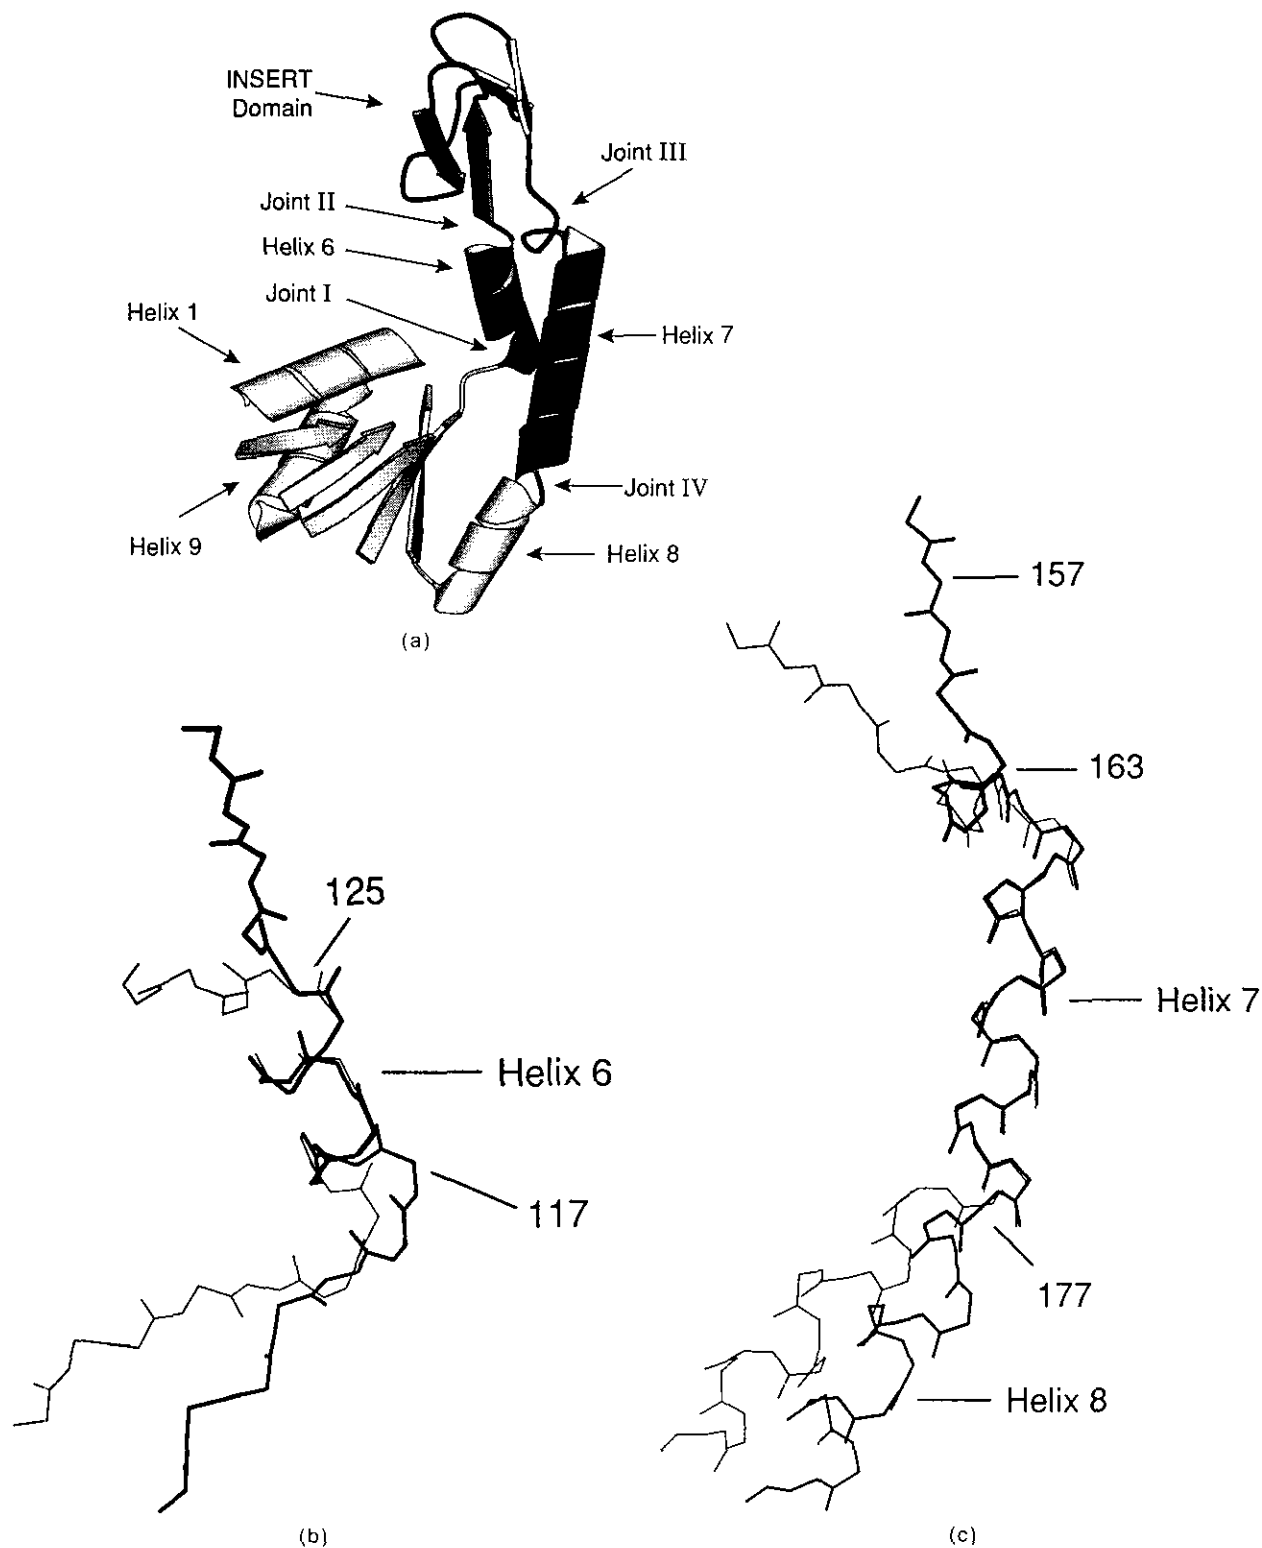 INSERT
Domain
Joint III
Joint II
Helix 6
Joint I
Helix 1
Helix 7
Joint IV
Helix 9
Helix 8
(a)
157
163
125
Helix 7
Helix 6
117
177
Helix 8
(b)
(c)